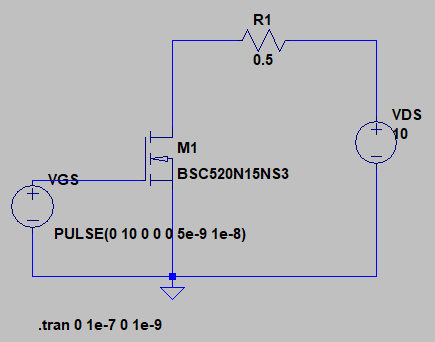 R1
0.5
VDS
10
M1
BSC520N15NS3
VGS
PULSE(0 10 0 0 0 5e-9 1e-8)
.tran 0 1e-7 0 1e-9